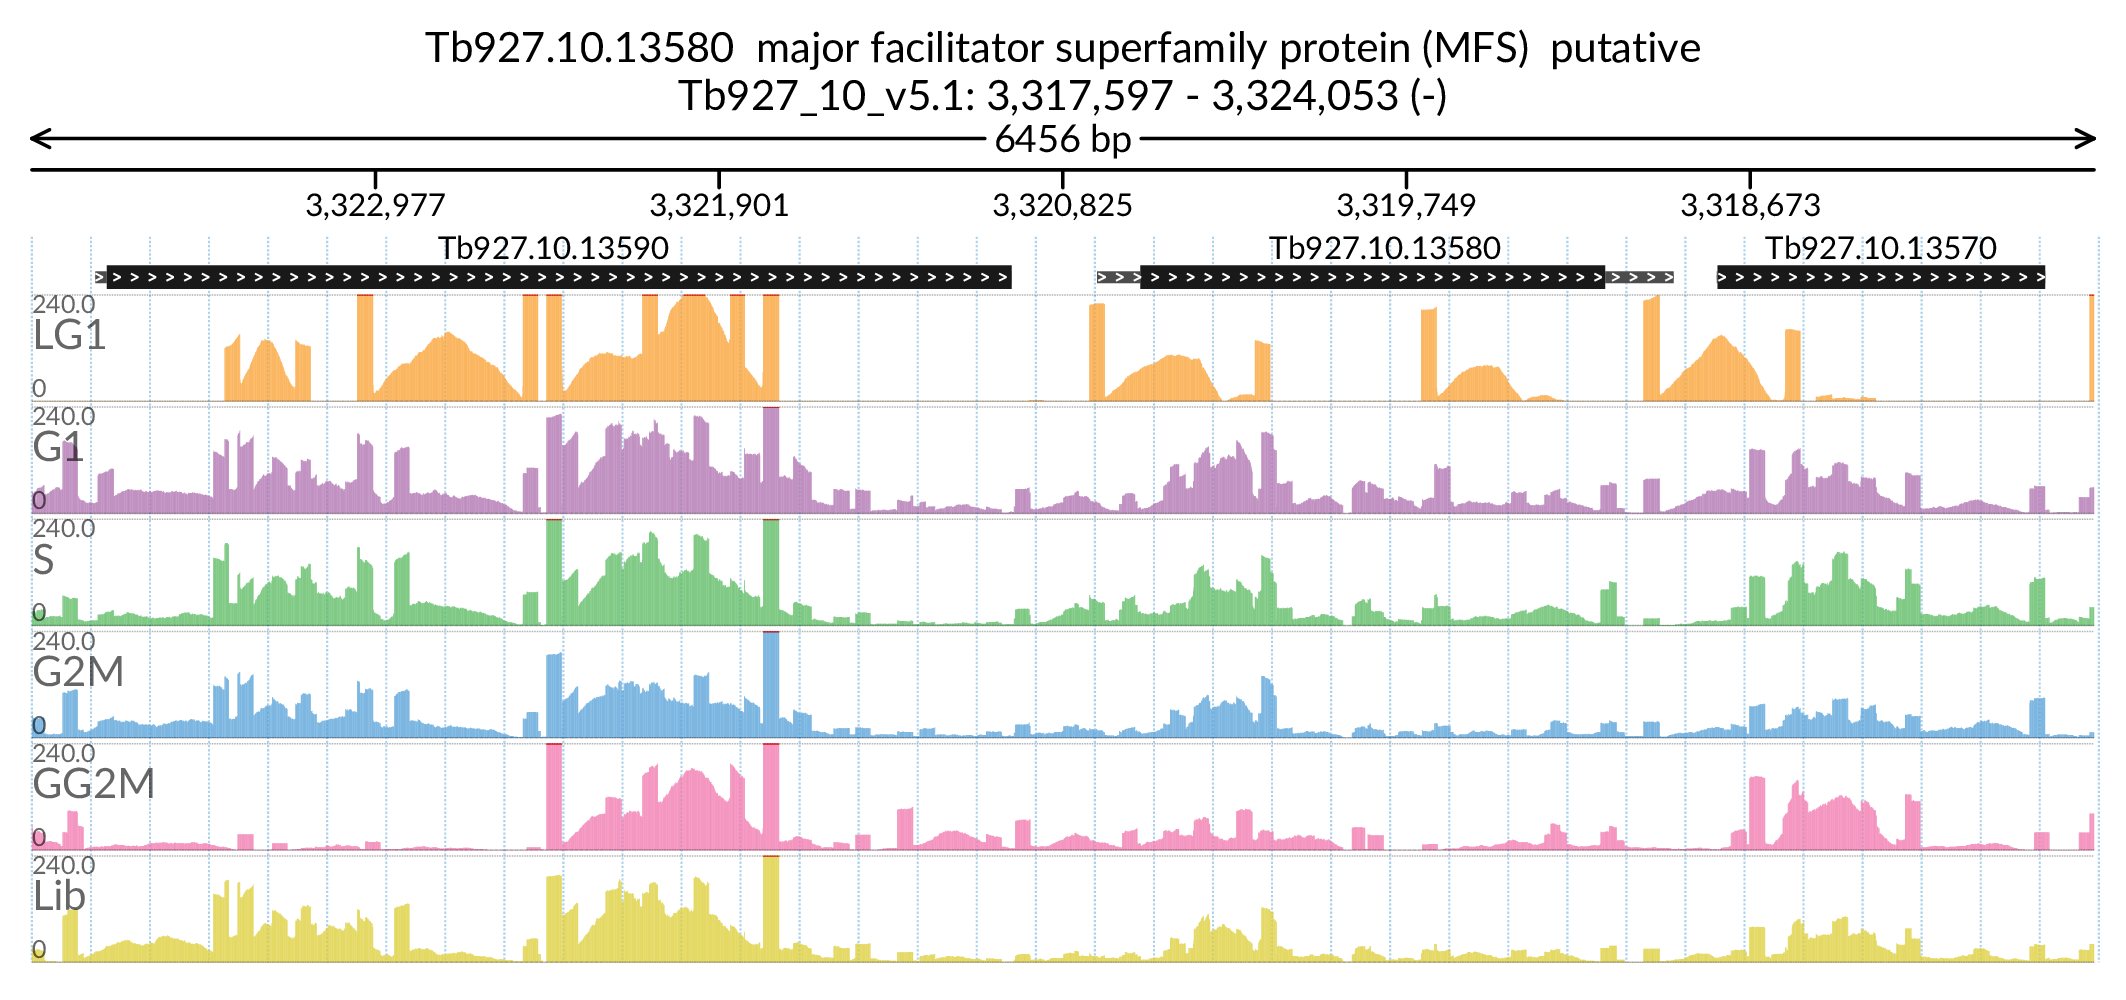 Tb927.10.13580  major facilitator superfamily protein (MFS)  putative
Tb927_10_v5.1: 3,317,597 - 3,324,053 (-)
6456 bp
3,322,977 3,321,901 3,320,825 3,319,749 3,318,673
Tb927.10.13590 Tb927.10.13580 Tb927.10.13570
240.0
LG1
0
240.0
G1
0
240.0
S
0
240.0
G2M
0
240.0
GG2M
0
240.0
Lib
0